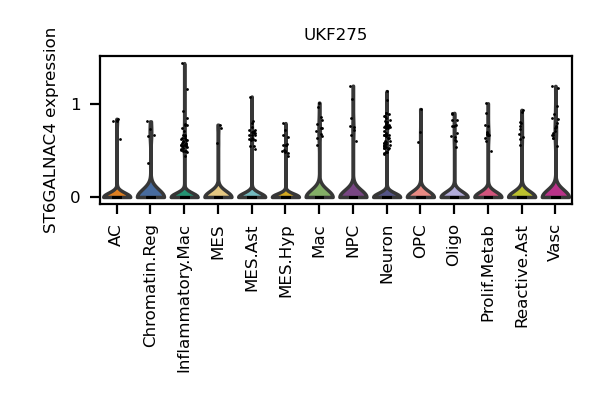 UKF275
ST6GALNAC4 expression
1
0
AC
Chromatin.Reg
Inflammatory.Mac
MES
MES.Ast
MES.Hyp
Mac
NPC
Neuron
OPC
Oligo
Prolif.Metab
Reactive.Ast
Vasc